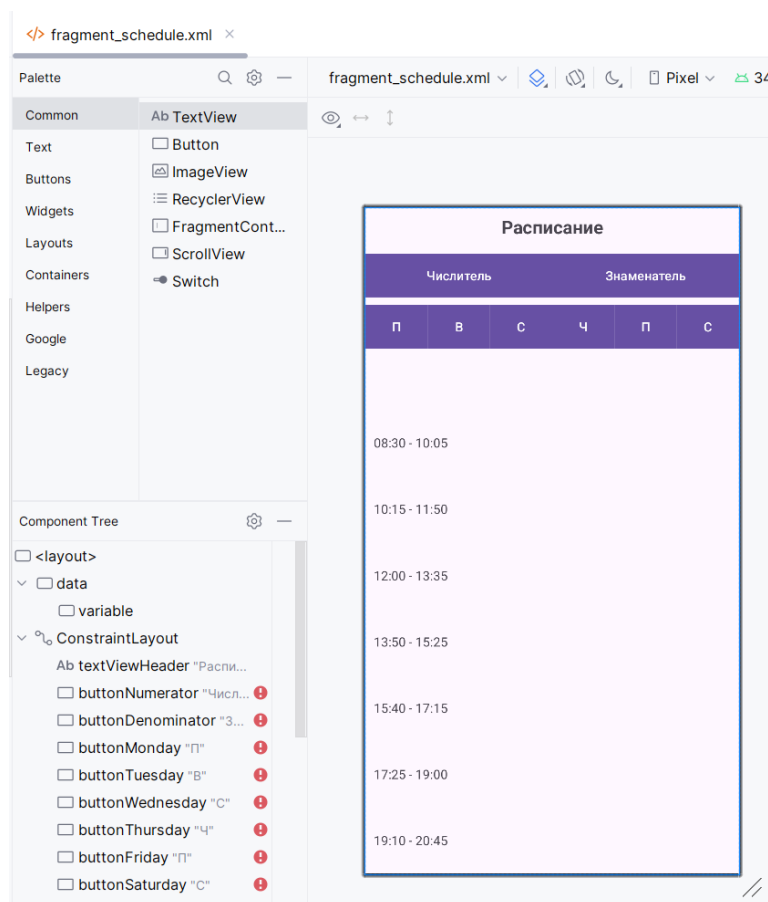 fragment_schedule.xml
Palette
Common
Text
Buttons
Widgets
Layouts
Containers
Helpers
Google
Legacy
Ab TextView
Button
ImageView
RecyclerView
FragmentCont...
ScrollView
Switch
Component Tree
<layout>
data
variable
ConstraintLayout
Ab textViewHeader "Распи...
buttonNumerator "Числ...
buttonDenominator "З...
buttonMonday "П"
buttonTuesday "В"
buttonWednesday "С"
buttonThursday "Ч"
buttonFriday "П"
buttonSaturday "С"
fragment_schedule.xml Pixel 34
Расписание
Числитель Знаменатель
П В С Ч П С
08:30 - 10:05
10:15 - 11:50
12:00 - 13:35
13:50 - 15:25
15:40 - 17:15
17:25 - 19:00
19:10 - 20:45